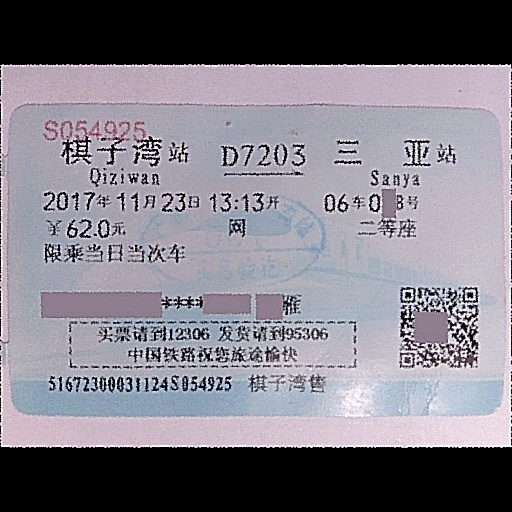 S054925
棋子湾站 D7203 三亚站
Qiziwan Sanya
2017年11月23日13:13开 06车0 8号
¥62.0元 网 二等座
限乘当日当次车
**** 雅
买票请到12306 发货请到95306
中国铁路祝您旅途愉快
51672300031124S054925 棋子湾售